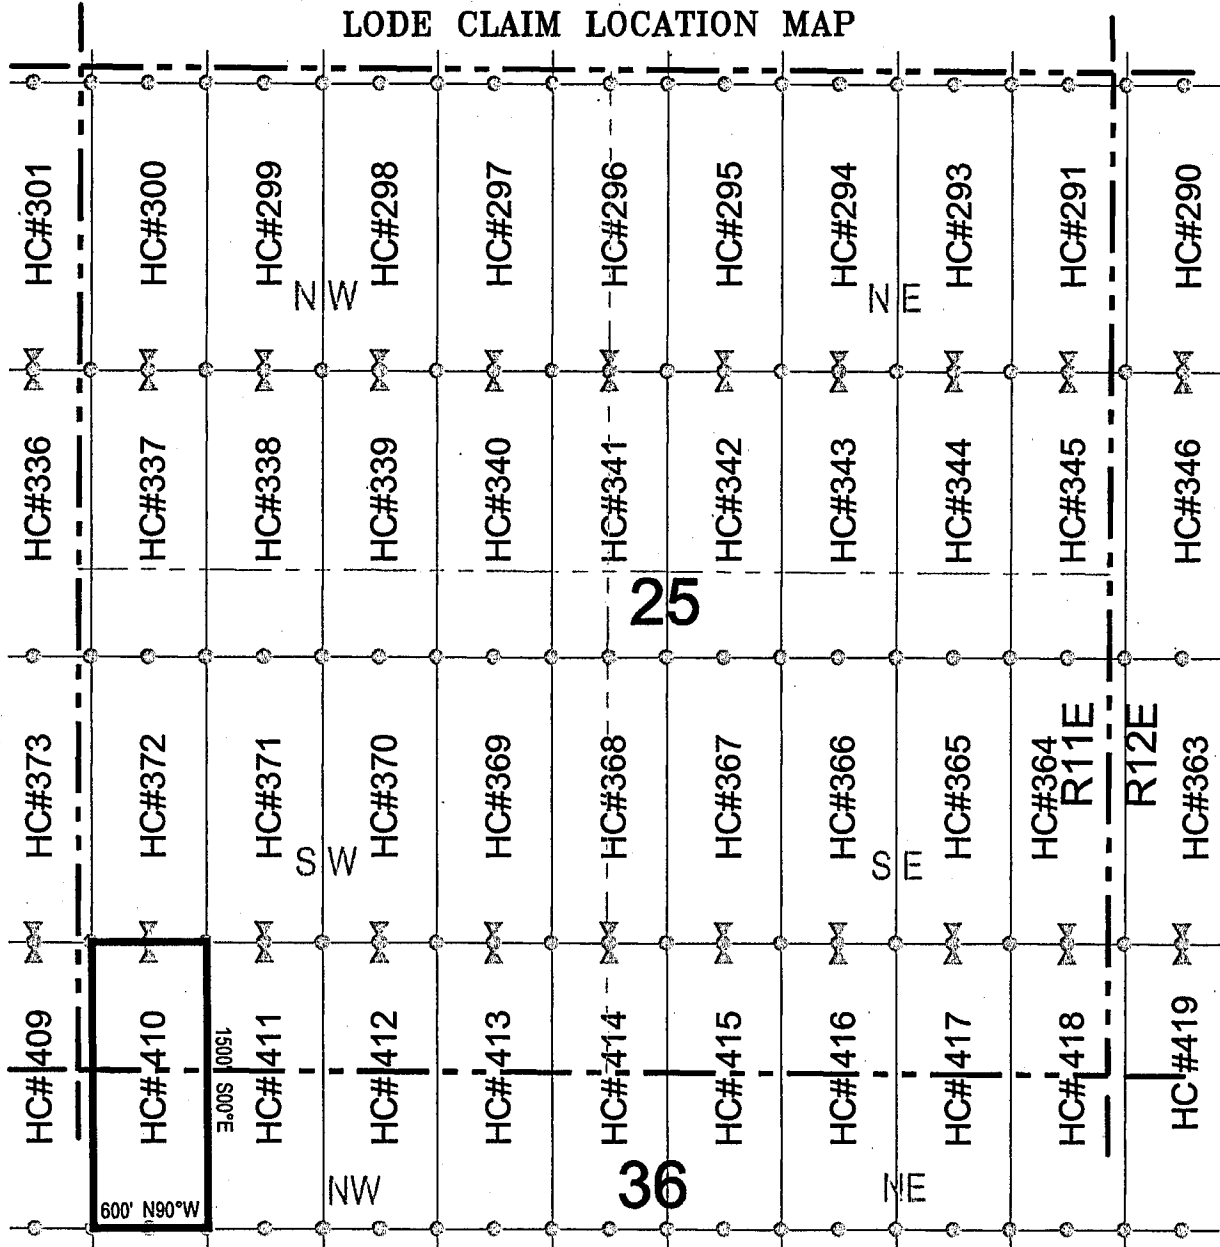 LODE CLAIM LOCATION MAP
HC#301
HC#300
HC#299
HC#298
HC#297
HC#296
HC#295
HC#294
HC#293
HC#291
HC#290
NW
NE
HC#336
HC#337
HC#338
HC#339
HC#340
HC#341
HC#342
HC#343
HC#344
HC#345
HC#346
25
HC#373
HC#372
HC#371
HC#370
HC#369
HC#368
HC#367
HC#366
HC#365
HC#364
R11E
R12E
HC#363
SW
SE
HC# 409
HC# 410
1500' S00°E
HC# 411
HC# 412
HC# 413
HC# 414
HC# 415
HC# 416
HC# 417
HC# 418
HC #419
600' N90°W
NW
36
NE